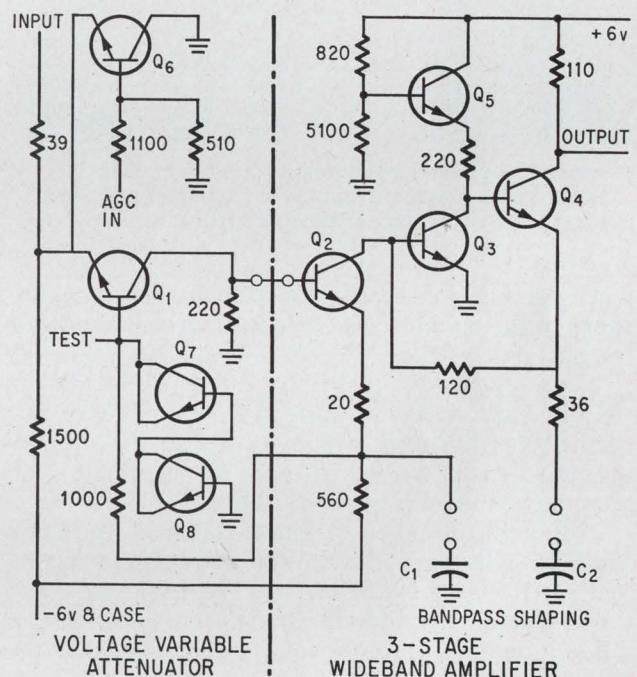 INPUT
Q6
+6v
820
110
Q5
39
1100
510
5100
OUTPUT
220
AGC
IN
Q4
Q2
Q3
Q1
220
TEST
Q7
120
20
36
1500
1000
560
Q8
C1
C2
-6v & CASE
BANDPASS SHAPING
VOLTAGE VARIABLE
ATTENUATOR
3-STAGE
WIDEBAND AMPLIFIER